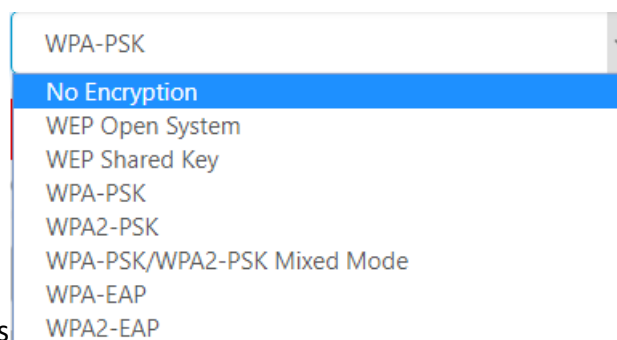 WPA-PSK
No Encryption
WEP Open System
WEP Shared Key
WPA-PSK
WPA2-PSK
WPA-PSK/WPA2-PSK Mixed Mode
WPA-EAP
s WPA2-EAP